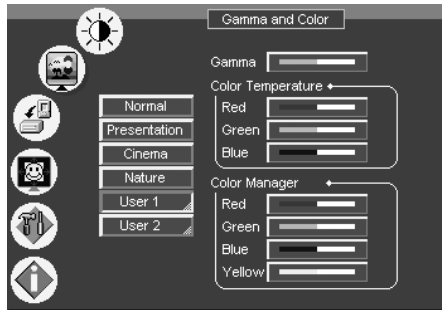 Gamma and Color
Gamma
Color Temperature
Red
Green
Blue
Color Manager
Red
Green
Blue
Yellow
Normal
Presentation
Cinema
Nature
User 1
User 2